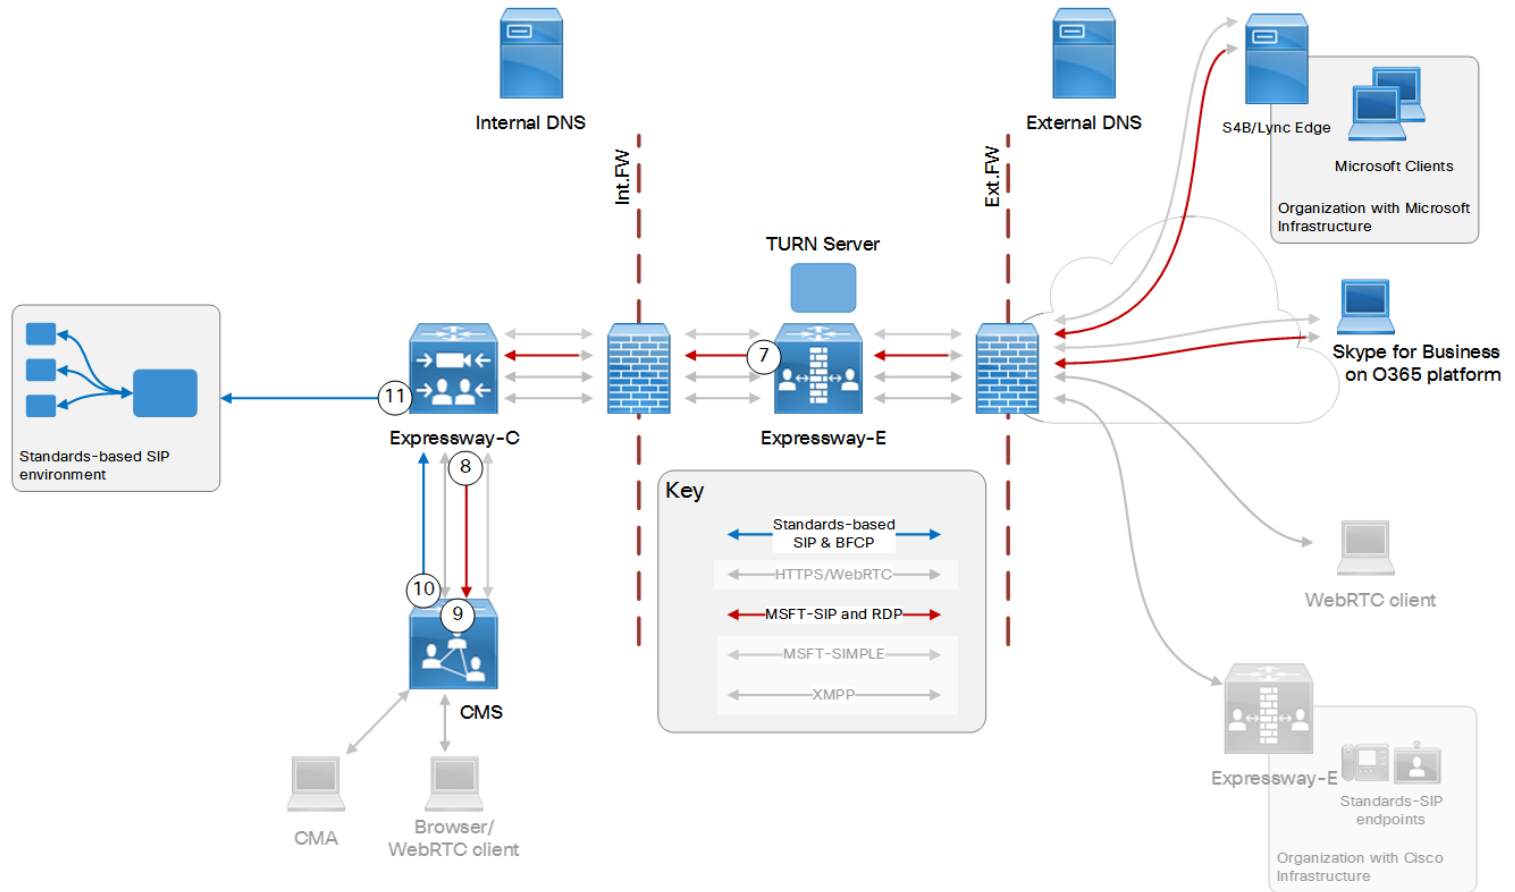 Internal DNS
External DNS
S4B/Lync Edge
Microsoft Clients
Organization with Microsoft
Infrastructure
Int.FW
Ext.FW
TURN Server
7
Skype for Business
on O365 platform
11
Expressway-C
Expressway-E
Standards-based SIP
environment
8
Key
Standards-based
SIP & BFCP
HTTPS/WebRTC
MSFT-SIP and RDP
MSFT-SIMPLE
XMPP
10
9
WebRTC client
CMS
Expressway-E
Standards-SIP
endpoints
Organization with Cisco
Infrastructure
CMA
Browser/
WebRTC client